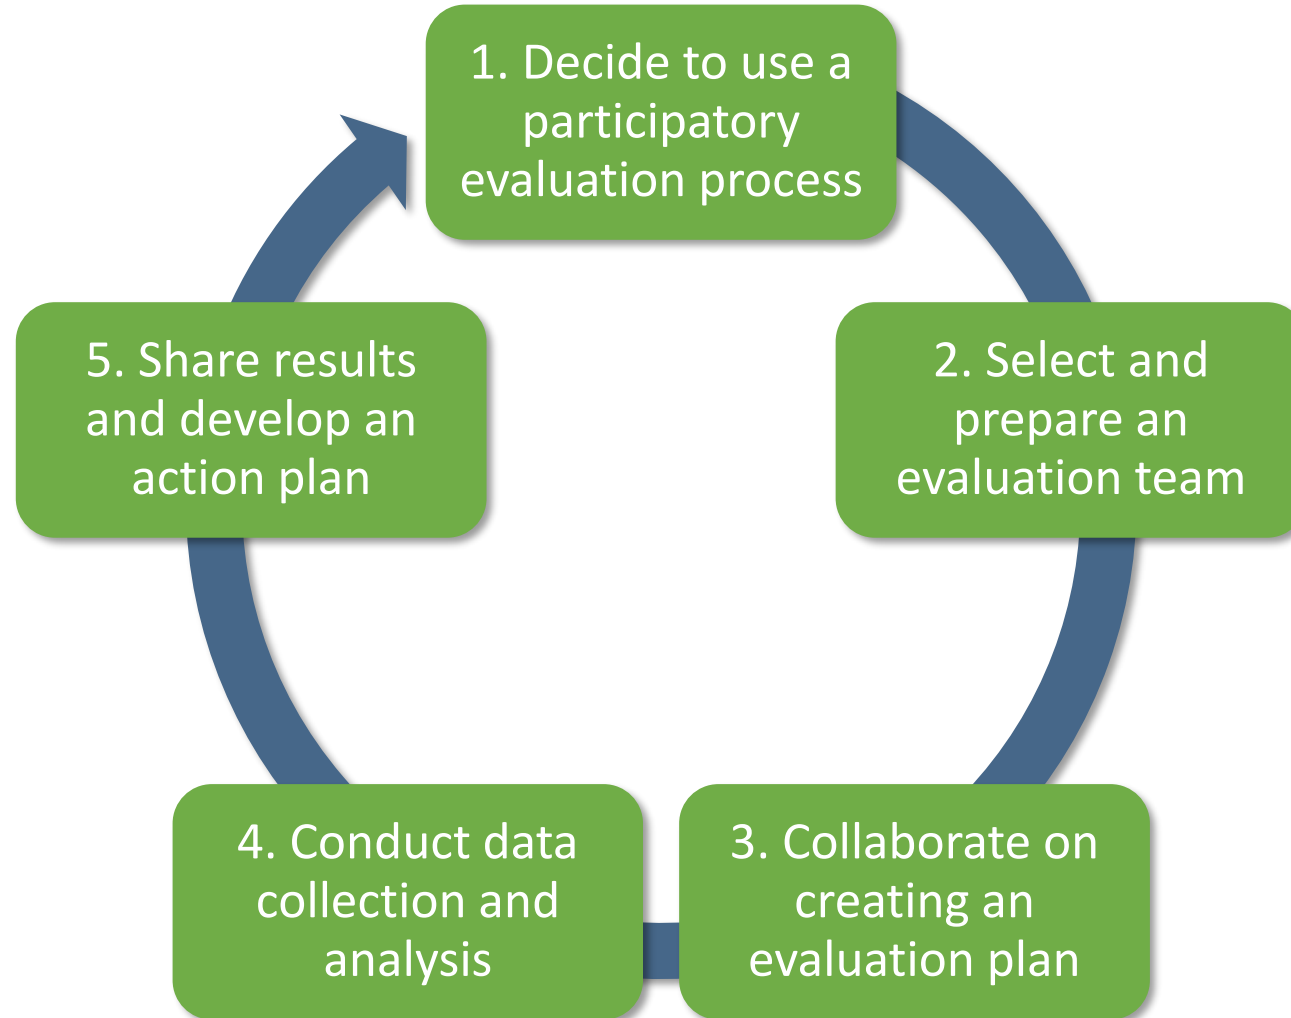 1. Decide to use a
participatory
evaluation process
2. Select and
prepare an
evaluation team
3. Collaborate on
creating an
evaluation plan
4. Conduct data
collection and
analysis
5. Share results
and develop an
action plan